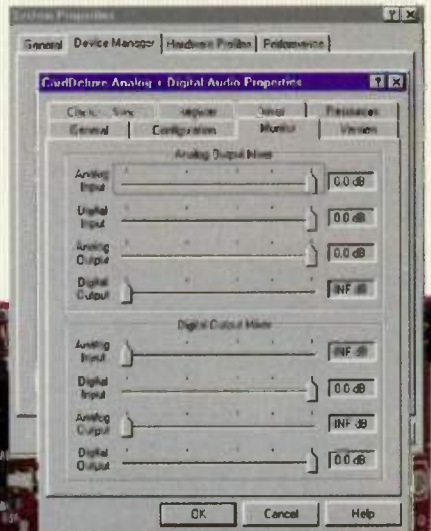 System Properties
General Device Manager Hardware Profiles Performance
CardDeluxe Analog + Digital Audio Properties
Register Driver Resources
General Configuration Monitor Version
Analog Output Mixer
Analog Input 0.0 dB
Digital Input 0.0 dB
Analog Output 0.0 dB
Digital Output INF dB
Digital Output Mixer
Analog Input INF dB
Digital Input 0.0 dB
Analog Output INF dB
Digital Output 0.0 dB
OK Cancel Help